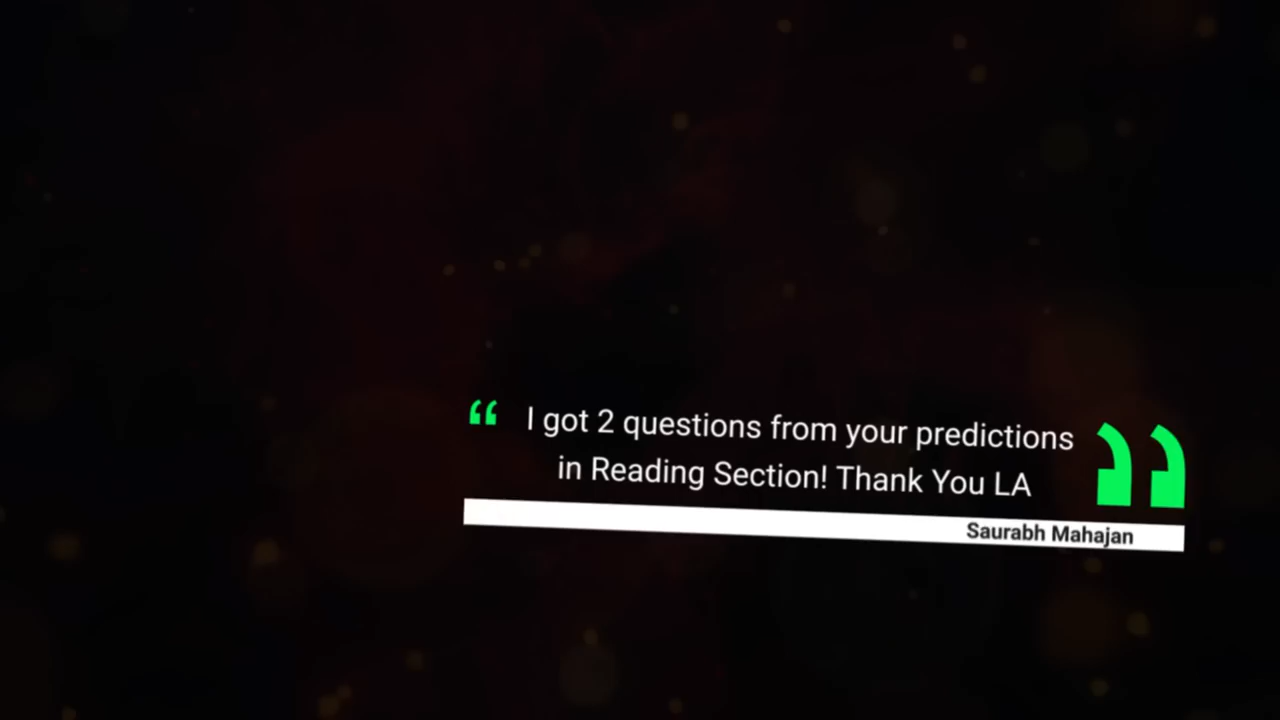 “ I got 2 questions from your predictions
in Reading Section! Thank You LA ”
Saurabh Mahajan